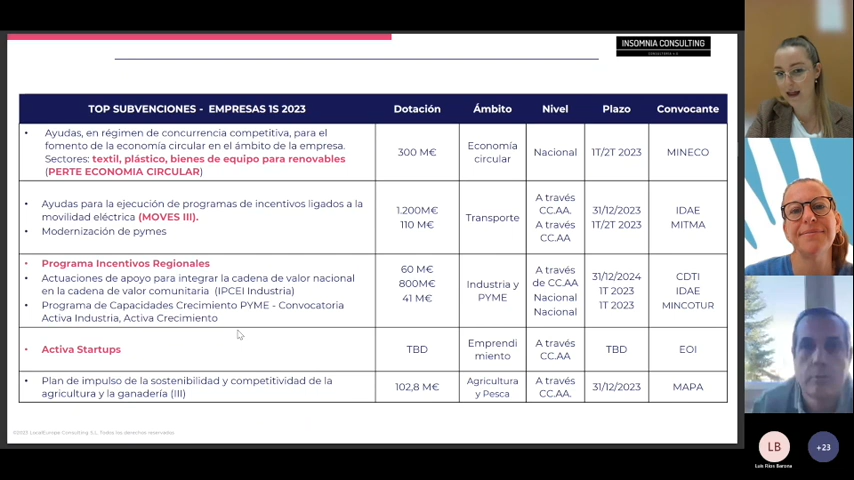 INSOMNIA CONSULTING
TOP SUBVENCIONES - EMPRESAS 1S 2023
Dotación
Ámbito
Nivel
Plazo
Convocante
• Ayudas, en régimen de concurrencia competitiva, para el
fomento de la economía circular en el ámbito de la empresa.
Sectores: textil, plástico, bienes de equipo para renovables
(PERTE ECONOMIA CIRCULAR)
300 M€
Economía
circular
Nacional
1T/2T 2023
MINECO
• Ayudas para la ejecución de programas de incentivos ligados a la
movilidad eléctrica (MOVES III).
• Modernización de pymes
1.200M€
110 M€
Transporte
A través
CC.AA.
A través
CC.AA
31/12/2023
1T/2T 2023
IDAE
MITMA
• Programa Incentivos Regionales
• Actuaciones de apoyo para integrar la cadena de valor nacional
en la cadena de valor comunitaria (IPCEI Industria)
• Programa de Capacidades Crecimiento PYME - Convocatoria
Activa Industria, Activa Crecimiento
60 M€
800M€
41 M€
Industria y
PYME
A través
de CC.AA
Nacional
Nacional
31/12/2024
1T 2023
1T 2023
CDTI
IDAE
MINCOTUR
• Activa Startups
TBD
Emprendi
miento
A través
CC.AA
TBD
EOI
• Plan de impulso de la sostenibilidad y competitividad de la
agricultura y la ganadería (III)
102,8 M€
Agricultura
y Pesca
A través
CC.AA.
31/12/2023
MAPA
©2023 LocalEurope Consulting S.L. Todos los derechos reservados.
LB
+23